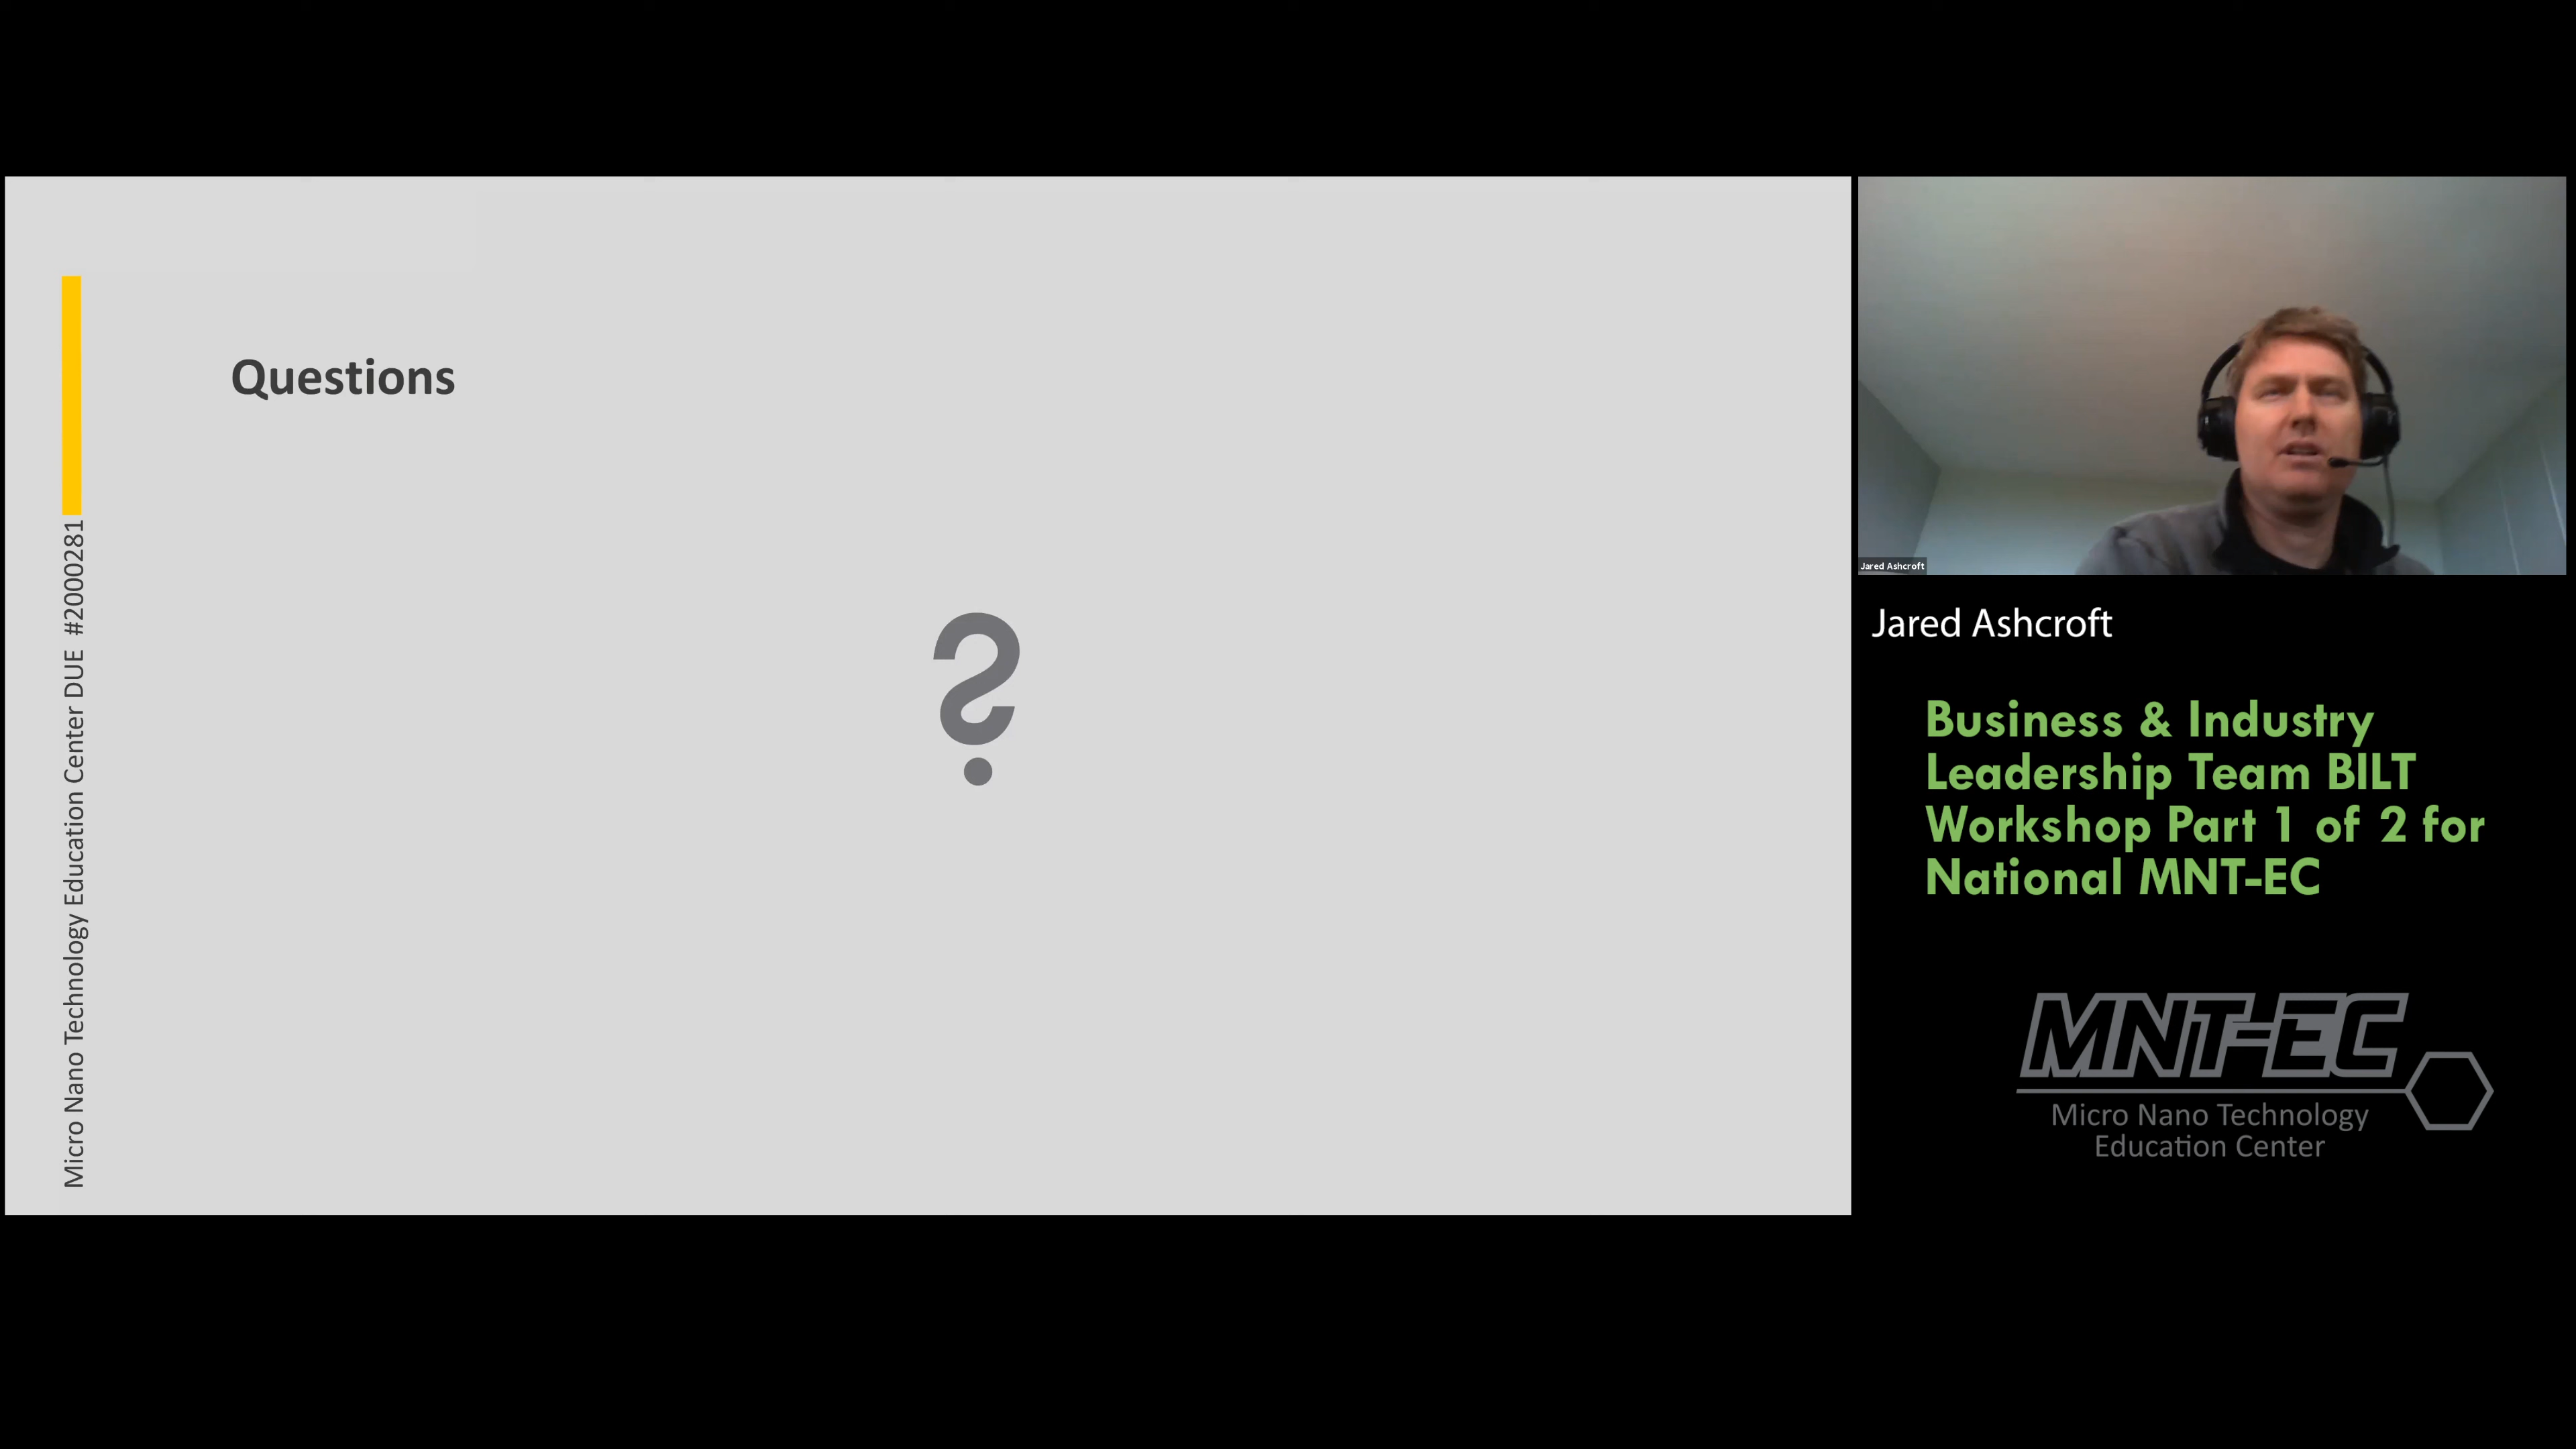 Questions
?
Micro Nano Technology Education Center DUE #2000281
Jared Ashcroft
Jared Ashcroft
Business & Industry
Leadership Team BILT
Workshop Part 1 of 2 for
National MNT-EC
MNT-EC
Micro Nano Technology
Education Center